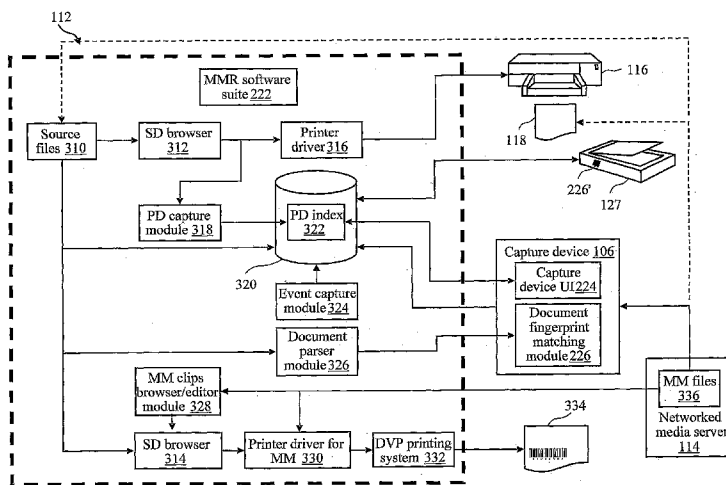 112
MMR software
suite 222
116
Source
files 310
SD browser
312
Printer
driver 316
118
226'
127
PD capture
module 318
PD index
322
320
Capture device 106
Capture
device UI 224
Event capture
module 324
Document
fingerprint
matching
module
226
Document
parser
module
326
MM clips
browser/editor
module 328
MM files
336
Networked
media server
114
334
SD browser
314
Printer driver for
MM 330
DVP printing
system 332